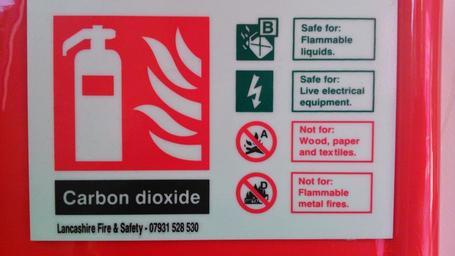 B
Safe for:
Flammable
liquids.
Safe for:
Live electrical
equipment.
A
Not for:
Wood, paper
and textiles.
D
Not for:
Flammable
metal fires.
Carbon dioxide
Lancashire Fire & Safety - 07931 528 530